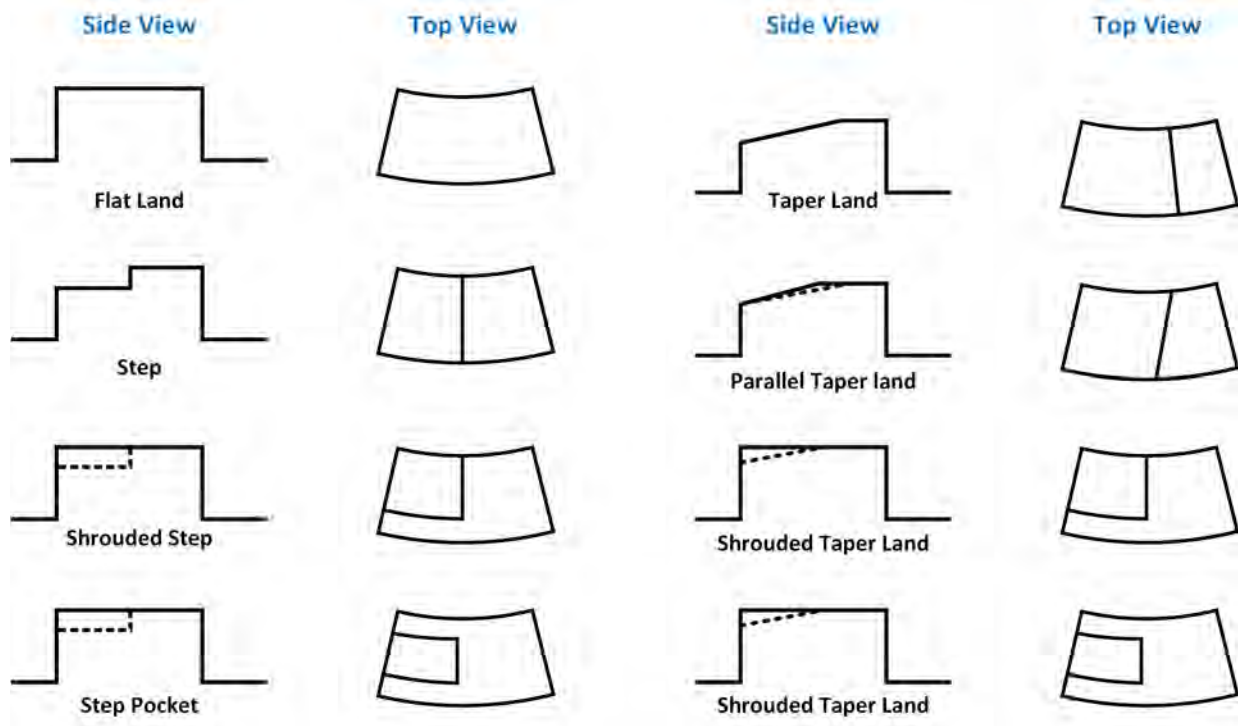 Side View Top View Side View Top View
Flat Land Taper Land
Step Parallel Taper land
Shrouded Step Shrouded Taper Land
Step Pocket Shrouded Taper Land